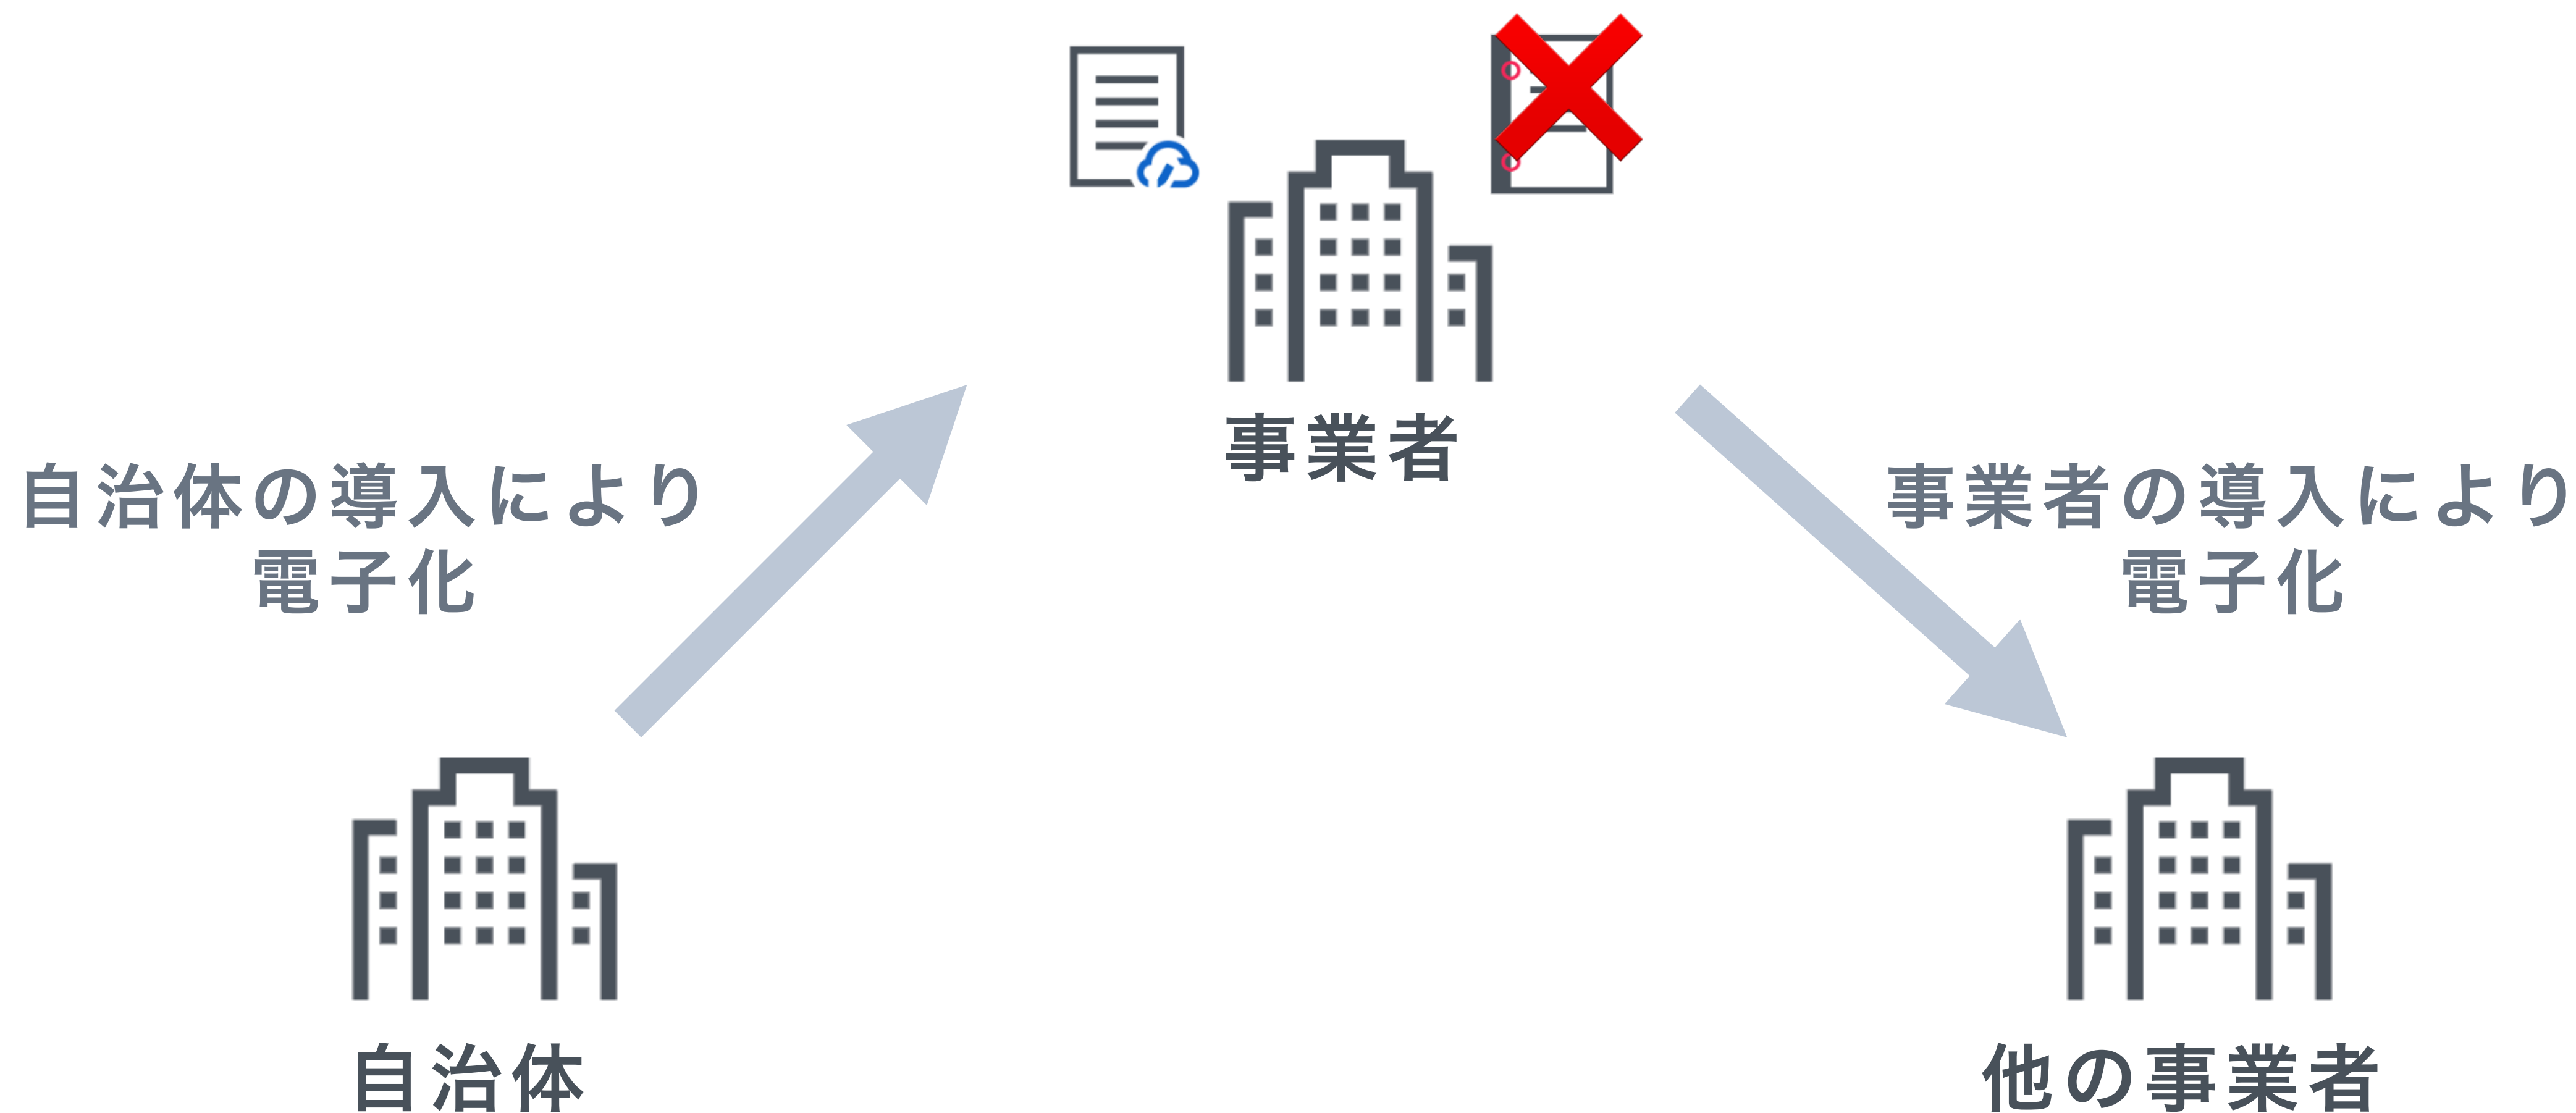 事業者
自治体の導入により
電子化
事業者の導入により
電子化
自治体
他の事業者